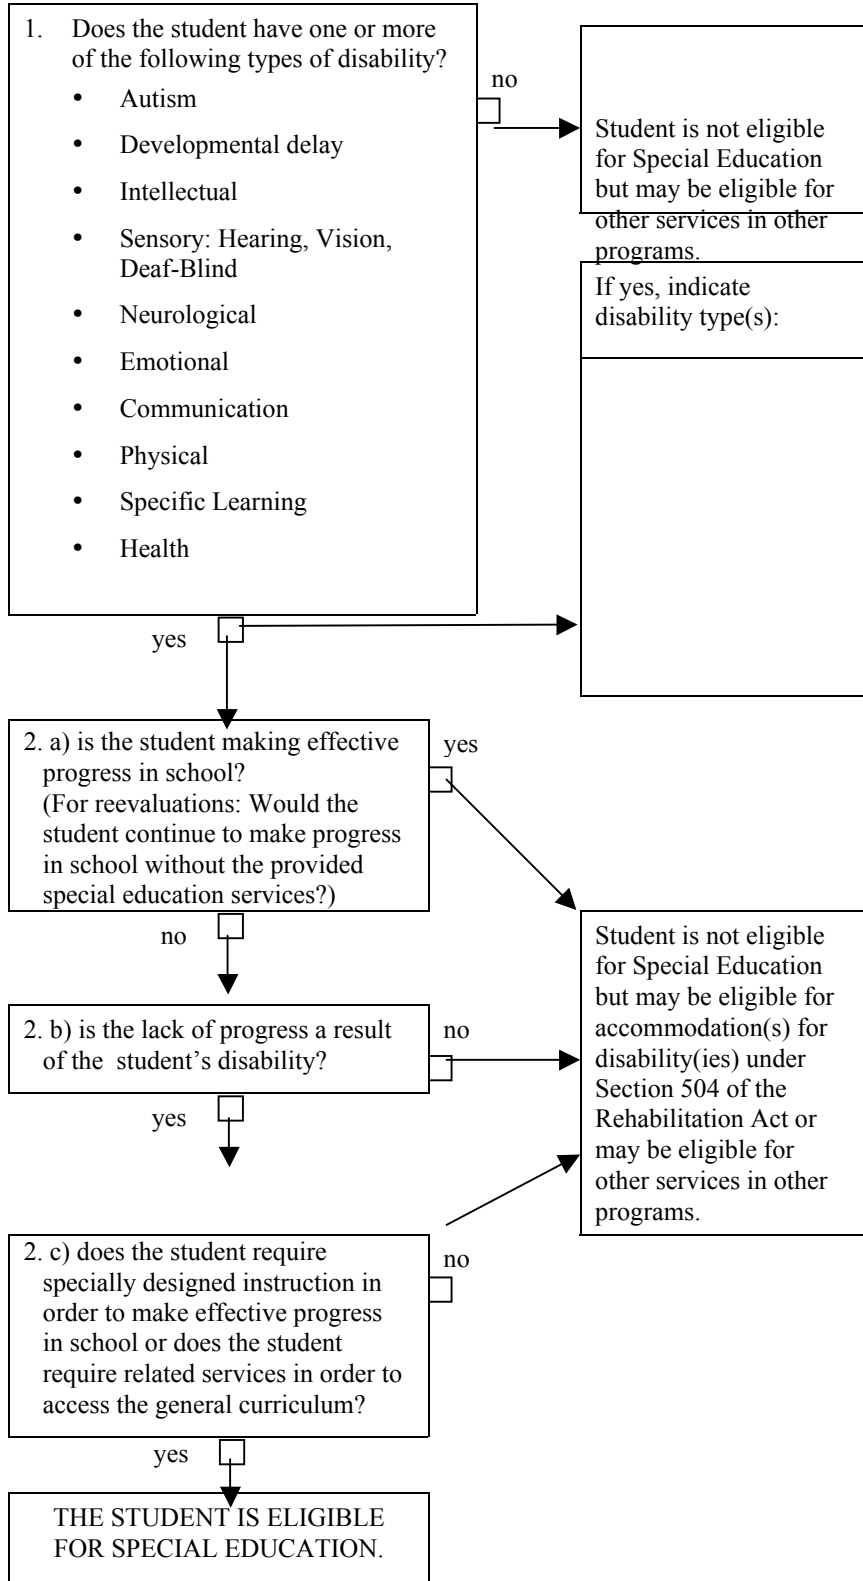 1. Does the student have one or more
of the following types of disability?
• Autism
• Developmental delay
• Intellectual
• Sensory: Hearing, Vision,
Deaf-Blind
• Neurological
• Emotional
• Communication
• Physical
• Specific Learning
• Health
no
Student is not eligible
for Special Education
but may be eligible for
other services in other
programs.
If yes, indicate
disability type(s):
yes
2. a) is the student making effective
progress in school?
(For reevaluations: Would the
student continue to make progress
in school without the provided
special education services?)
yes
no
2. b) is the lack of progress a result
of the student’s disability?
no
yes
Student is not eligible
for Special Education
but may be eligible for
accommodation(s) for
disability(ies) under
Section 504 of the
Rehabilitation Act or
may be eligible for
other services in other
programs.
2. c) does the student require
specially designed instruction in
order to make effective progress
in school or does the student
require related services in order to
access the general curriculum?
no
yes
THE STUDENT IS ELIGIBLE
FOR SPECIAL EDUCATION.